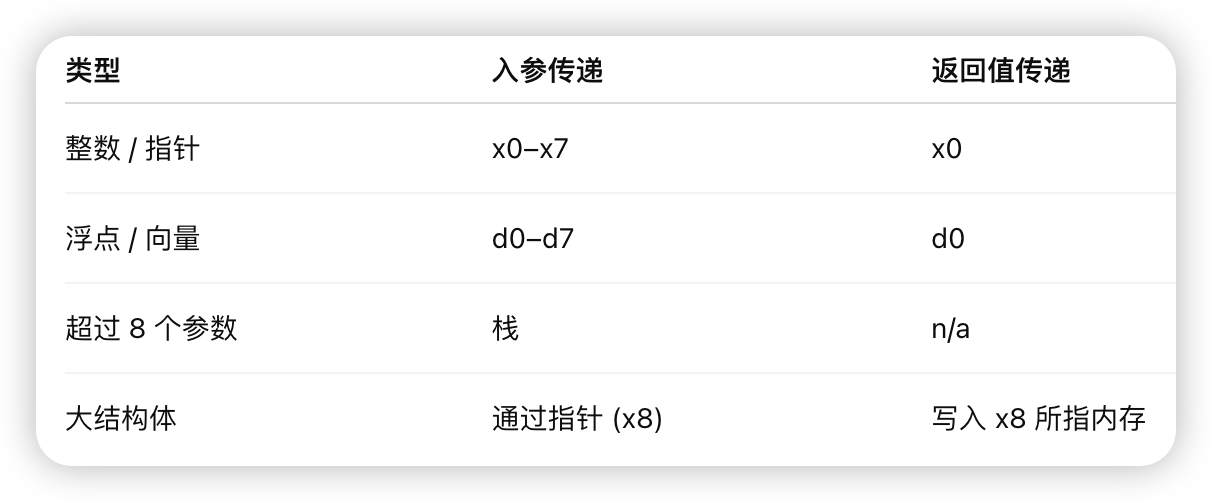 类型 入参传递 返回值传递
整数 / 指针 x0–x7 x0
浮点 / 向量 d0–d7 d0
超过 8 个参数 栈 n/a
大结构体 通过指针 (x8) 写入 x8 所指内存